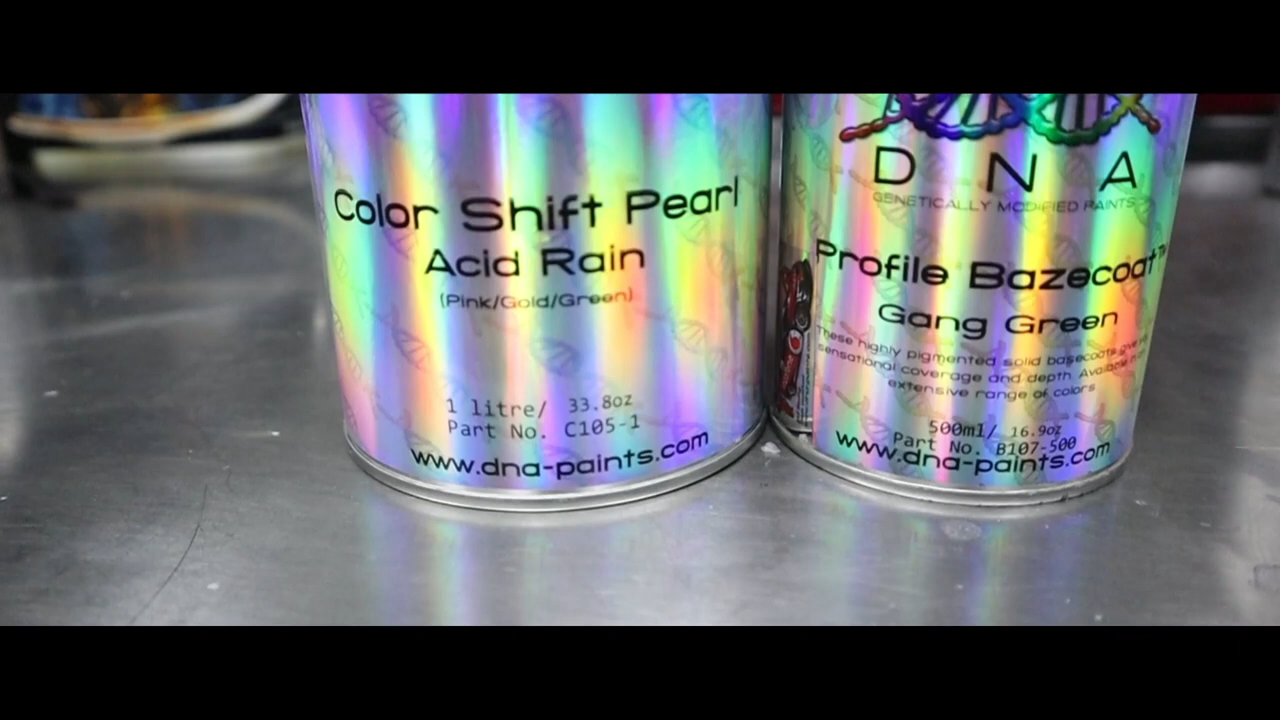 Color Shift Pearl
Acid Rain
(Pink/Gold/Green)
1 litre/ 33.8oz
Part No. C105-1
www.dna-paints.com
DNA
GENETICALLY MODIFIED PAINTS
Profile Bazecoat™
Gang Green
These highly pigmented solid basecoats give
sensational coverage and depth. Available in
extensive range of colors
500ml/ 16.9oz
Part No. B107-500
www.dna-paints.com